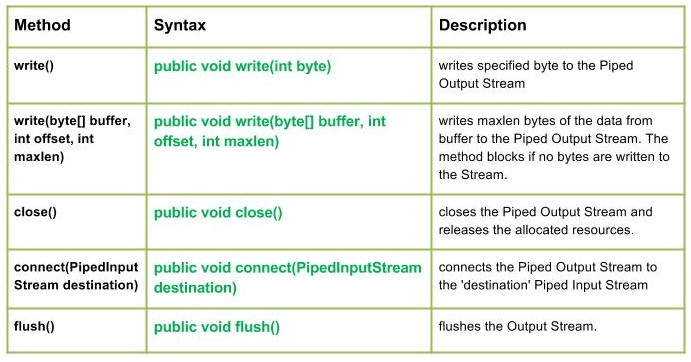 Method Syntax Description
write() public void write(int byte) writes specified byte to the Piped
Output Stream
write(byte[] buffer,
int offset, int
maxlen)
public void write(byte[] buffer, int
offset, int maxlen)
writes maxlen bytes of the data from
buffer to the Piped Output Stream. The
method blocks if no bytes are written to
the Stream.
close() public void close() closes the Piped Output Stream and
releases the allocated resources.
connect(PipedInput
Stream destination)
public void connect(PipedInputStream
destination)
connects the Piped Output Stream to
the 'destination' Piped Input Stream
flush() public void flush() flushes the Output Stream.